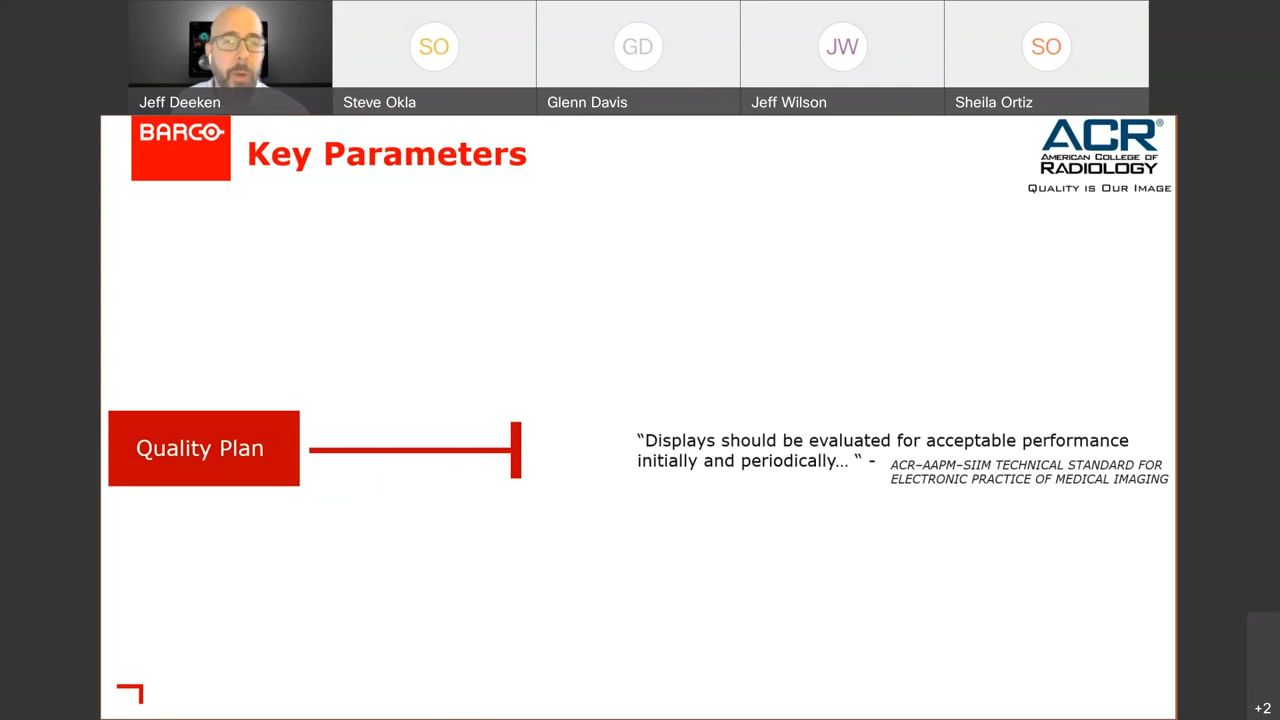 SO
GD
JW
SO
Jeff Deeken
Steve Okla
Glenn Davis
Jeff Wilson
Sheila Ortiz
BARCO
Key Parameters
ACR®
AMERICAN COLLEGE OF
RADIOLOGY
QUALITY IS OUR IMAGE
Quality Plan
“Displays should be evaluated for acceptable performance
initially and periodically… “ -
ACR–AAPM–SIIM TECHNICAL STANDARD FOR
ELECTRONIC PRACTICE OF MEDICAL IMAGING
+2